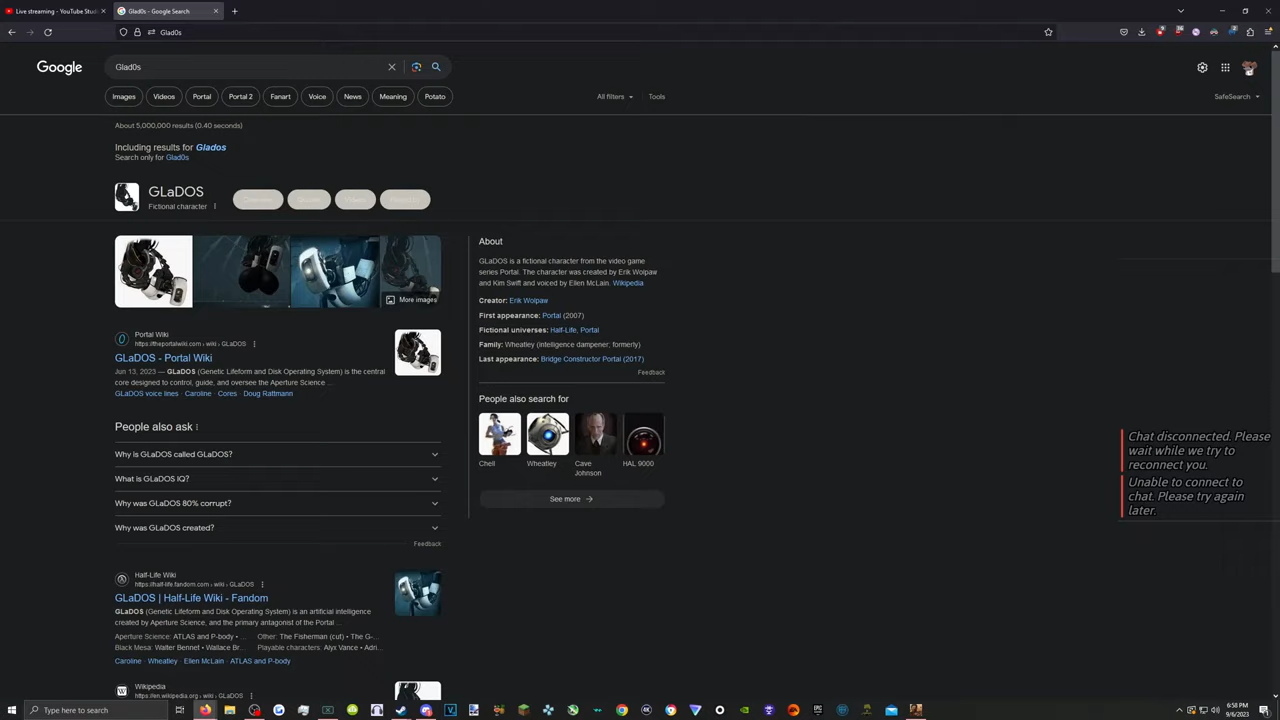 Live streaming - YouTube Stud
Glad0s - Google Search
Glad0s
Google
Glad0s
Images
Videos
Portal
Portal 2
Fanart
Voice
News
Meaning
Potato
All filters
Tools
SafeSearch
About 5,000,000 results (0.40 seconds)
Including results for Glados
Search only for Glad0s
GLaDOS
Fictional character
Overview
Videos
More images
About
GLaDOS is a fictional character from the video game
series Portal. The character was created by Erik Wolpaw
and Kim Swift and voiced by Ellen McLain. Wikipedia
Creator: Erik Wolpaw
First appearance: Portal (2007)
Fictional universes: Half-Life, Portal
Family: Wheatley (intelligence dampener; formerly)
Last appearance: Bridge Constructor Portal (2017)
Feedback
Portal Wiki
https://theportalwiki.com › wiki › GLaDOS
GLaDOS - Portal Wiki
Jun 13, 2023 — GLaDOS (Genetic Lifeform and Disk Operating System) is the central
core designed to control, guide, and oversee the Aperture Science ...
GLaDOS voice lines · Caroline · Cores · Doug Rattmann
People also search for
Chell
Wheatley
Cave
Johnson
HAL 9000
See more →
People also ask
Why is GLaDOS called GLaDOS?
What is GLaDOS IQ?
Why was GLaDOS 80% corrupt?
Why was GLaDOS created?
Feedback
Chat disconnected. Please
wait while we try to
reconnect you.
Unable to connect to
chat. Please try again
later.
Half-Life Wiki
https://half-life.fandom.com › wiki › GLaDOS
GLaDOS | Half-Life Wiki - Fandom
GLaDOS (Genetic Lifeform and Disk Operating System) is an artificial intelligence
created by Aperture Science, and the primary antagonist of the Portal ...
Aperture Science: ATLAS and P-body • ...
Other: The Fisherman (cut) • The G-...
Black Mesa: Walter Bennet • Wallace Br...
Playable characters: Alyx Vance • Adri...
Caroline · Wheatley · Ellen McLain · ATLAS and P-body
Wikipedia
https://en.wikipedia.org › wiki › GLaDOS
Type here to search
6:58 PM
9/6/2023